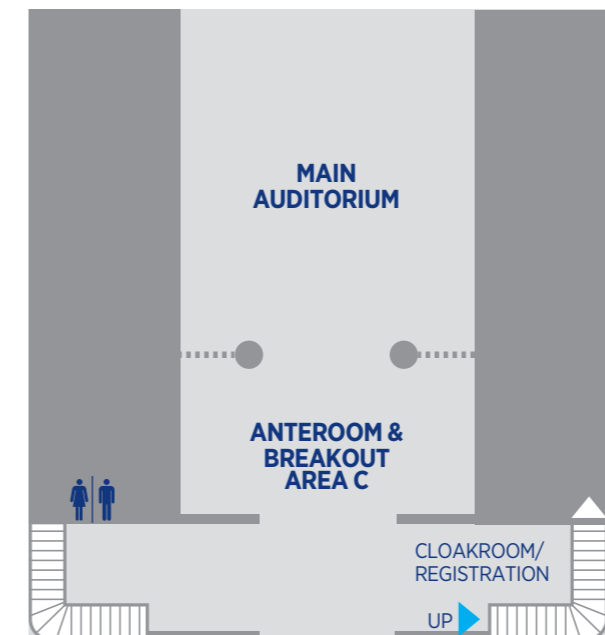 MAIN
AUDITORIUM
ANTEROOM &
BREAKOUT
AREA C
CLOAKROOM/
REGISTRATION
UP